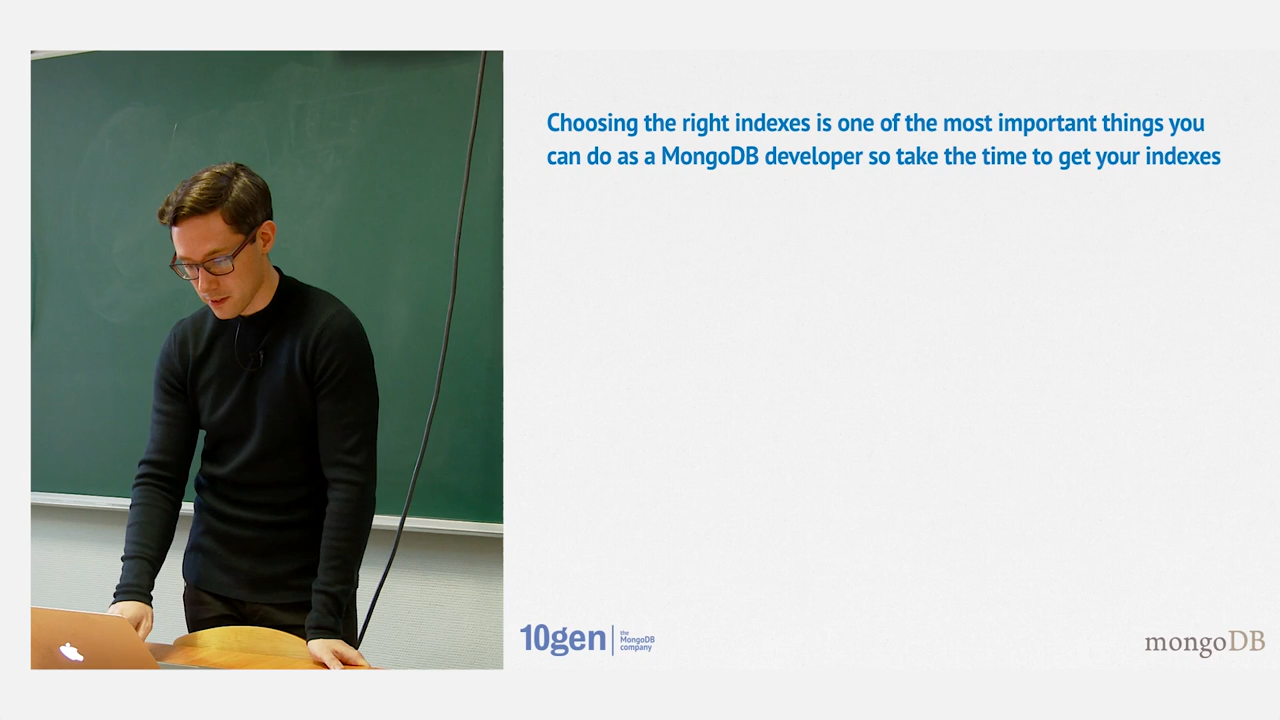 Choosing the right indexes is one of the most important things you
can do as a MongoDB developer so take the time to get your indexes
10gen
the
MongoDB
company
mongoDB